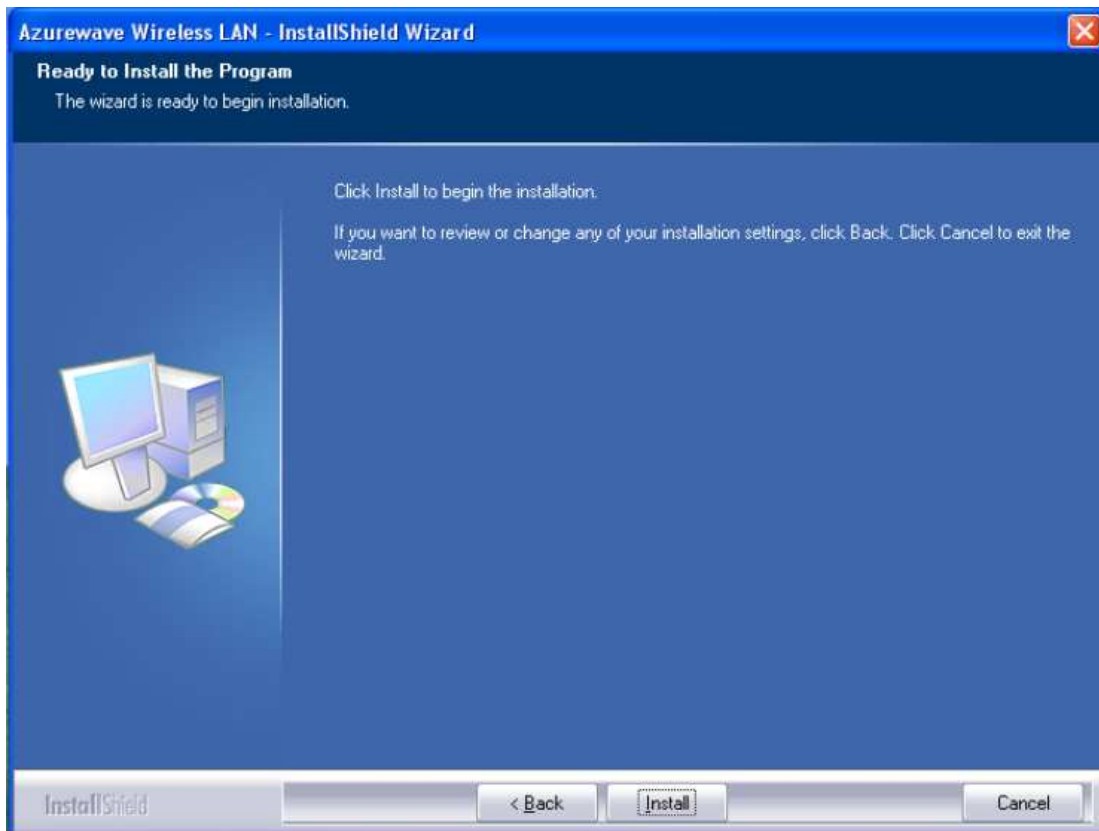 Azurewave Wireless LAN - InstallShield Wizard
Ready to Install the Program
The wizard is ready to begin installation.
Click Install to begin the installation.
If you want to review or change any of your installation settings, click Back. Click Cancel to exit the
wizard.
InstallShield
< Back
Install
Cancel